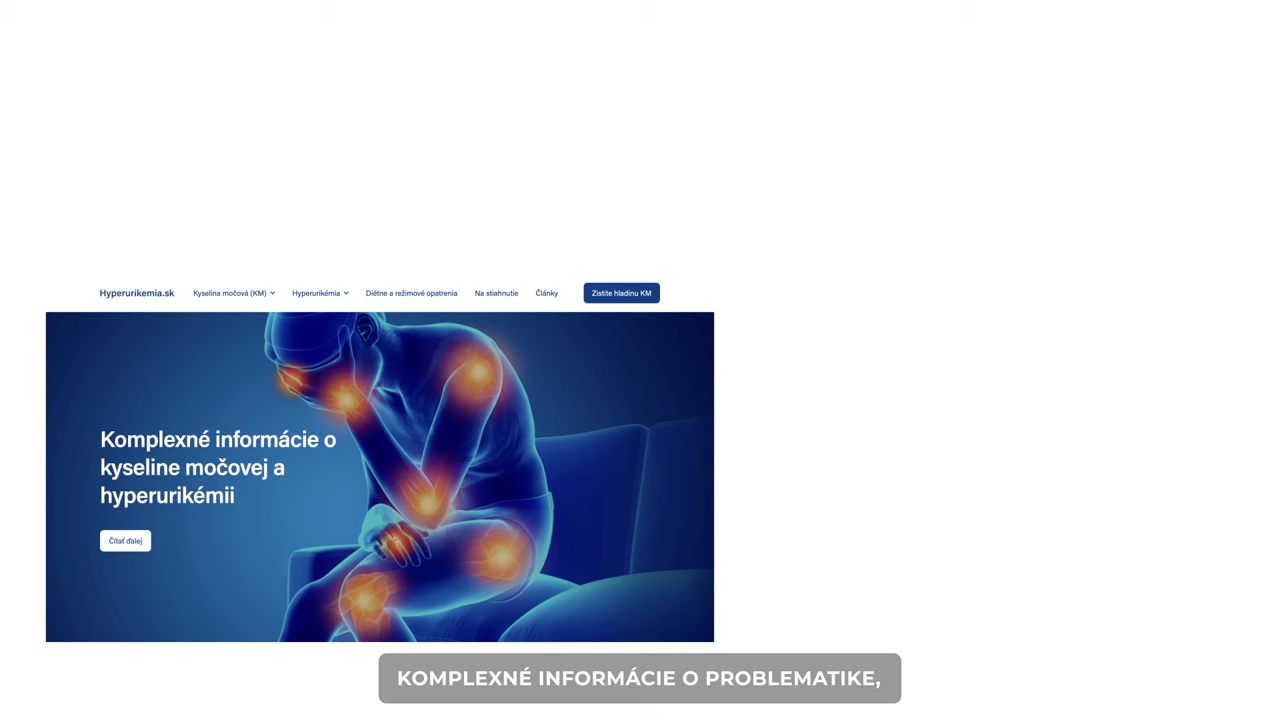 Hyperurikemia.sk Kyselina močová (KM) Hyperurikémia Diétne a režimové opatrenia Na stiahnutie Články Zistite hladinu KM
Komplexné informácie o
kyseline močovej a
hyperurikémii
Čítať ďalej
KOMPLEXNÉ INFORMÁCIE O PROBLEMATIKE,